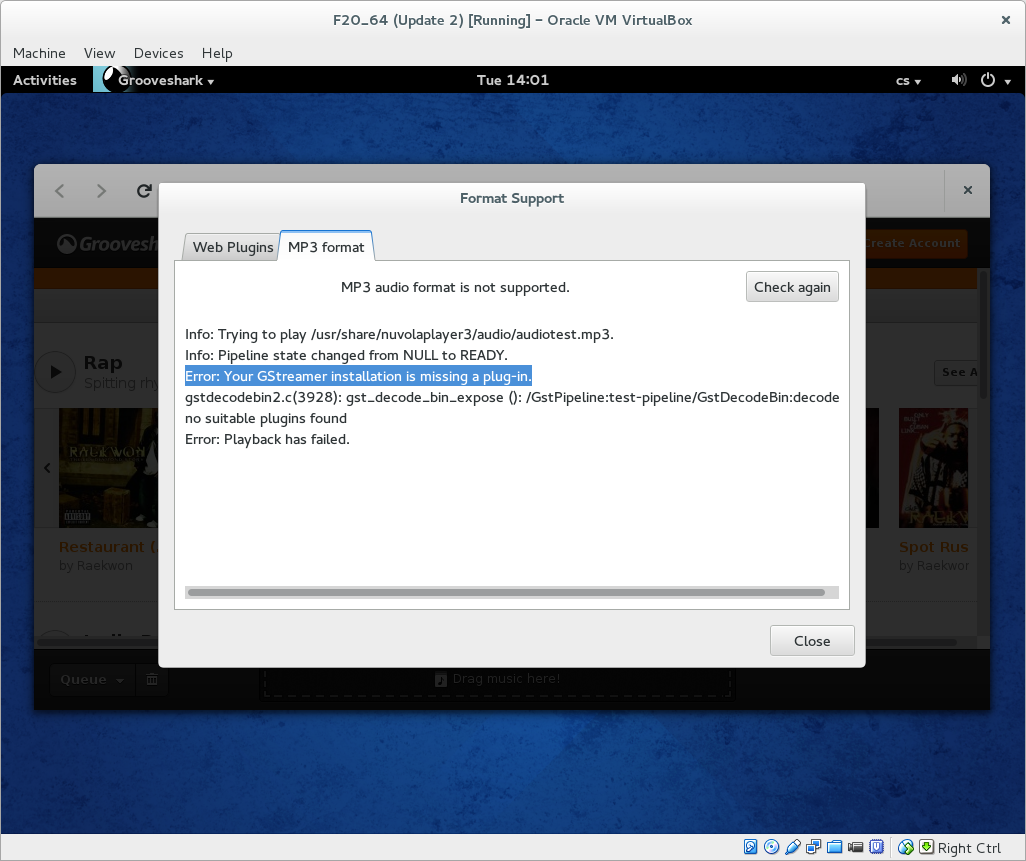 F20_64 (Update 2) [Running] – Oracle VM VirtualBox
Machine View Devices Help
Activities Grooveshark Tue 14:01 cs
Format Support
Groovesh
Create Account
Web Plugins MP3 format
MP3 audio format is not supported. Check again
Info: Trying to play /usr/share/nuvolaplayer3/audio/audiotest.mp3.
Info: Pipeline state changed from NULL to READY.
Error: Your GStreamer installation is missing a plug-in.
gstdecodebin2.c(3928): gst_decode_bin_expose (): /GstPipeline:test-pipeline/GstDecodeBin:decode
no suitable plugins found
Error: Playback has failed.
Rap
Spitting rhy
See A
RAEKWON
Restaurant (
by Raekwon
Spot Rus
by Raekwor
Close
Queue
Drag music here!
Right Ctrl